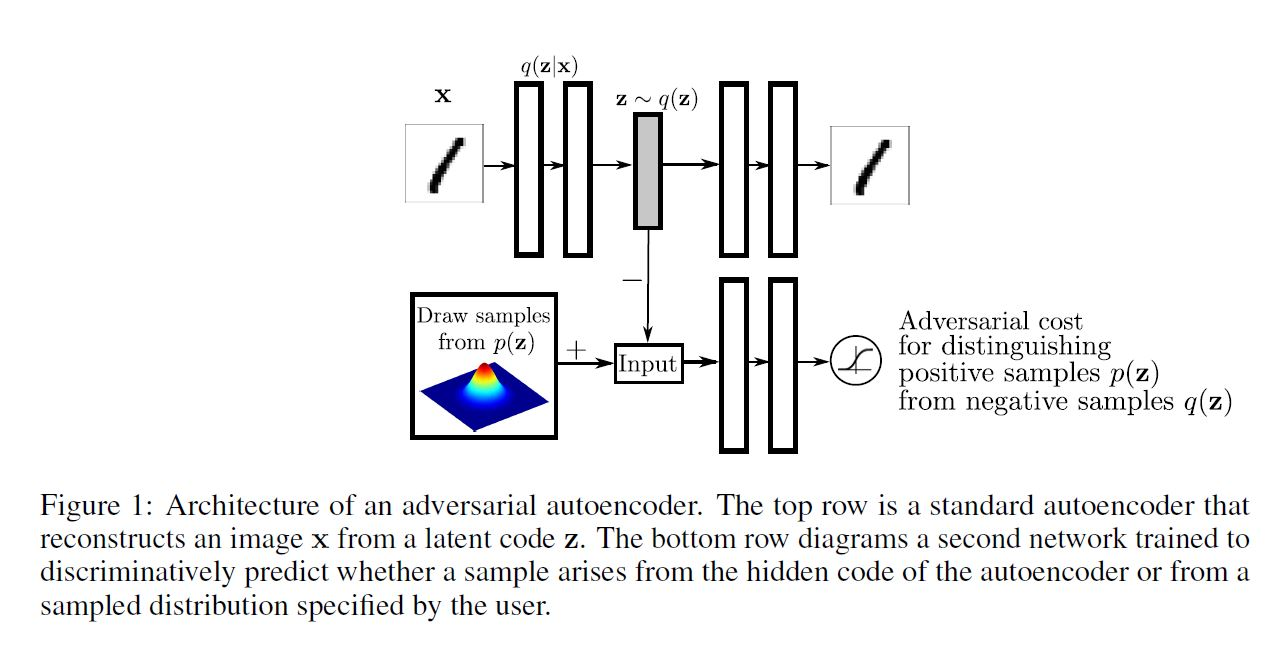 q(z|x)
x
z ∼ q(z)
−
Draw samples
from p(z)
+
Input
Adversarial cost
for distinguishing
positive samples p(z)
from negative samples q(z)
Figure 1: Architecture of an adversarial autoencoder. The top row is a standard autoencoder that
reconstructs an image x from a latent code z. The bottom row diagrams a second network trained to
discriminatively predict whether a sample arises from the hidden code of the autoencoder or from a
sampled distribution specified by the user.